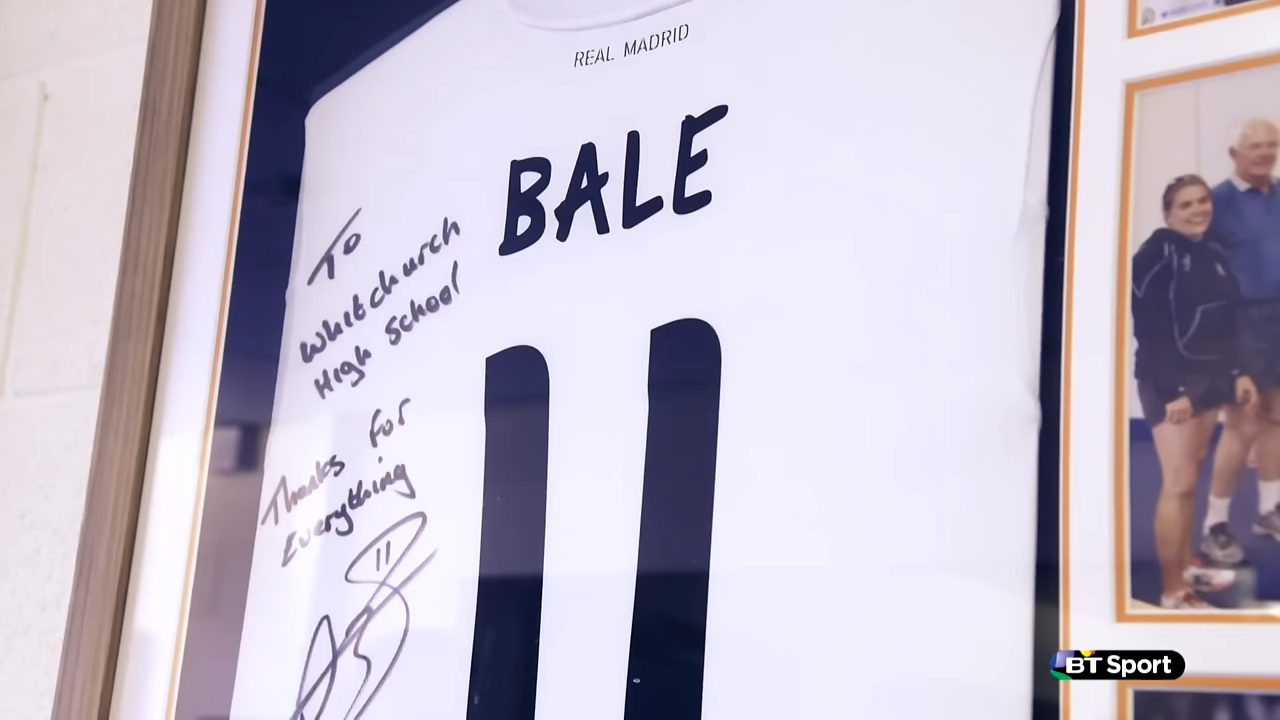 REAL MADRID
BALE
11
To
Whitchurch
High School
Thanks for
Everything
11
BT Sport